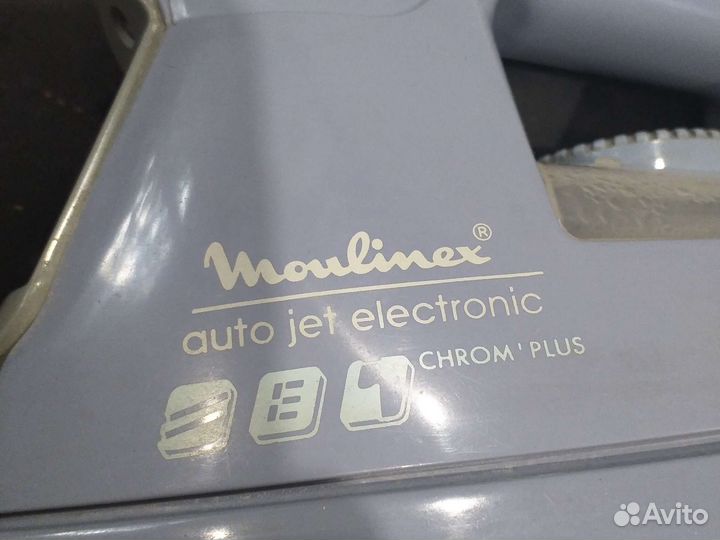 Moulinex®
auto jet electronic
CHROM' PLUS
Avito